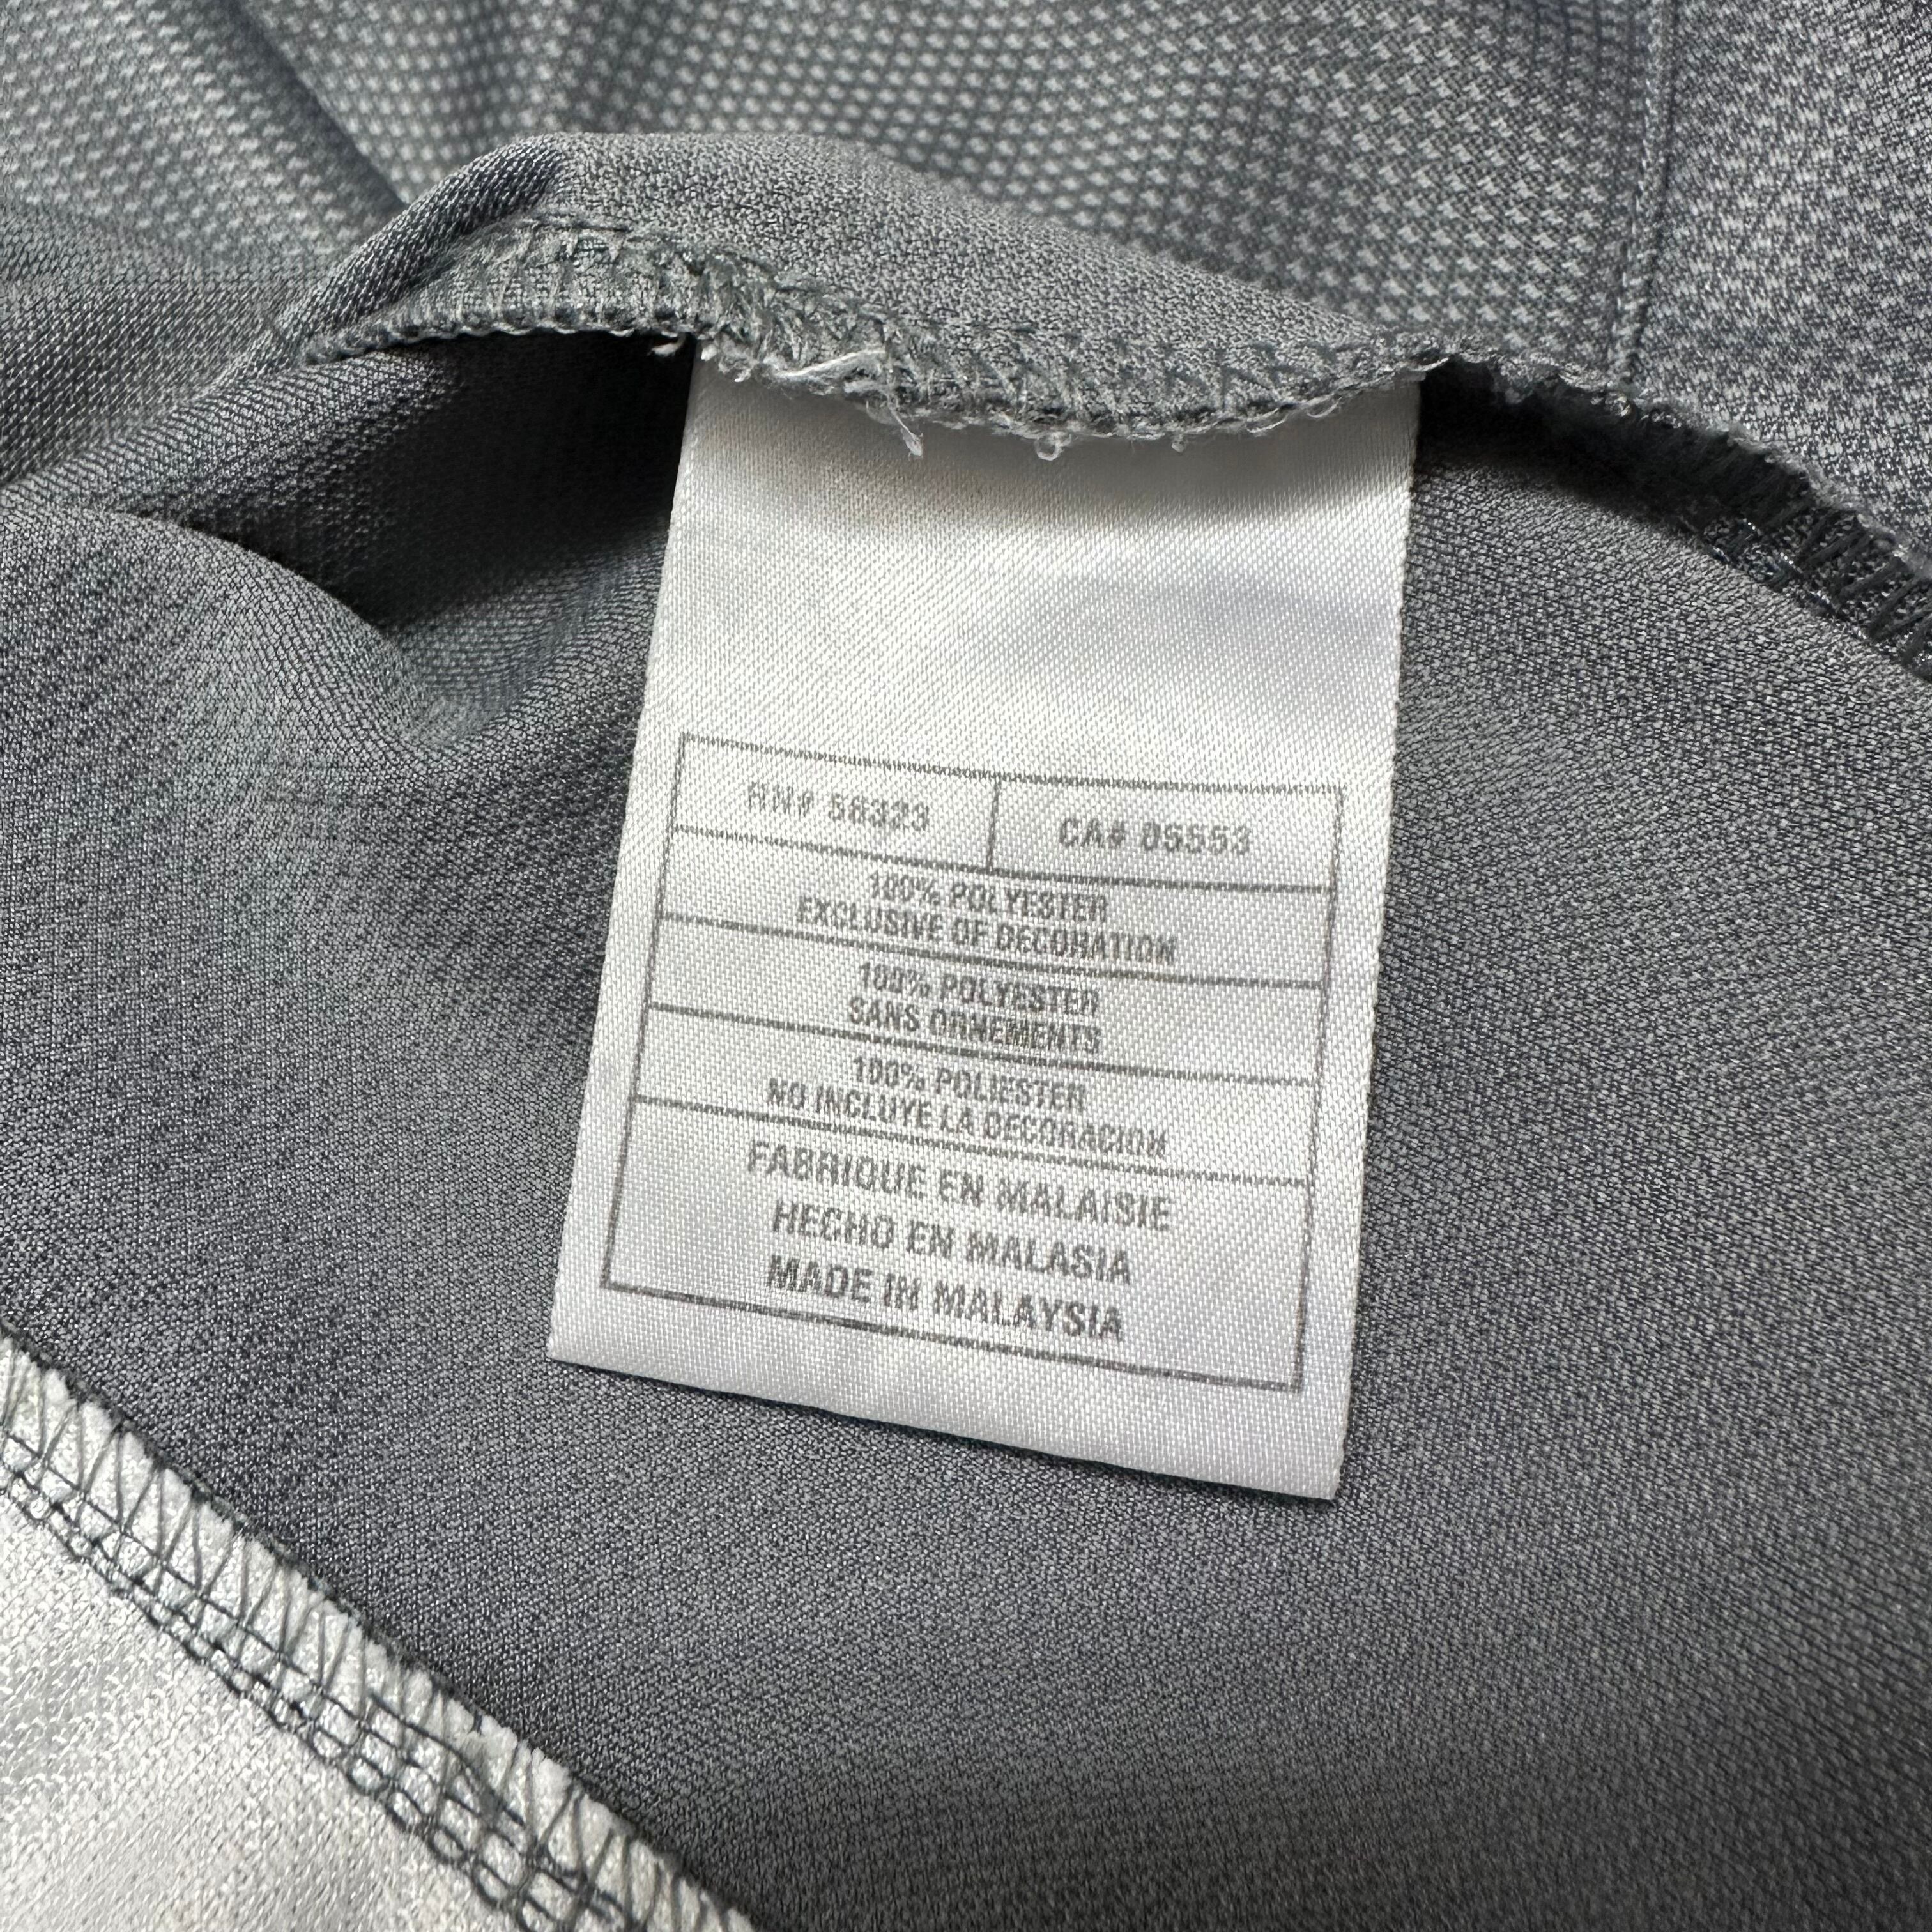 RN# 56323 CA# 05553
100% POLYESTER
EXCLUSIVE OF DECORATION
100% POLYESTER
SANS ORNEMENTS
100% POLIESTER
NO INCLUYE LA DECORACION
FABRIQUE EN MALAISIE
HECHO EN MALASIA
MADE IN MALAYSIA